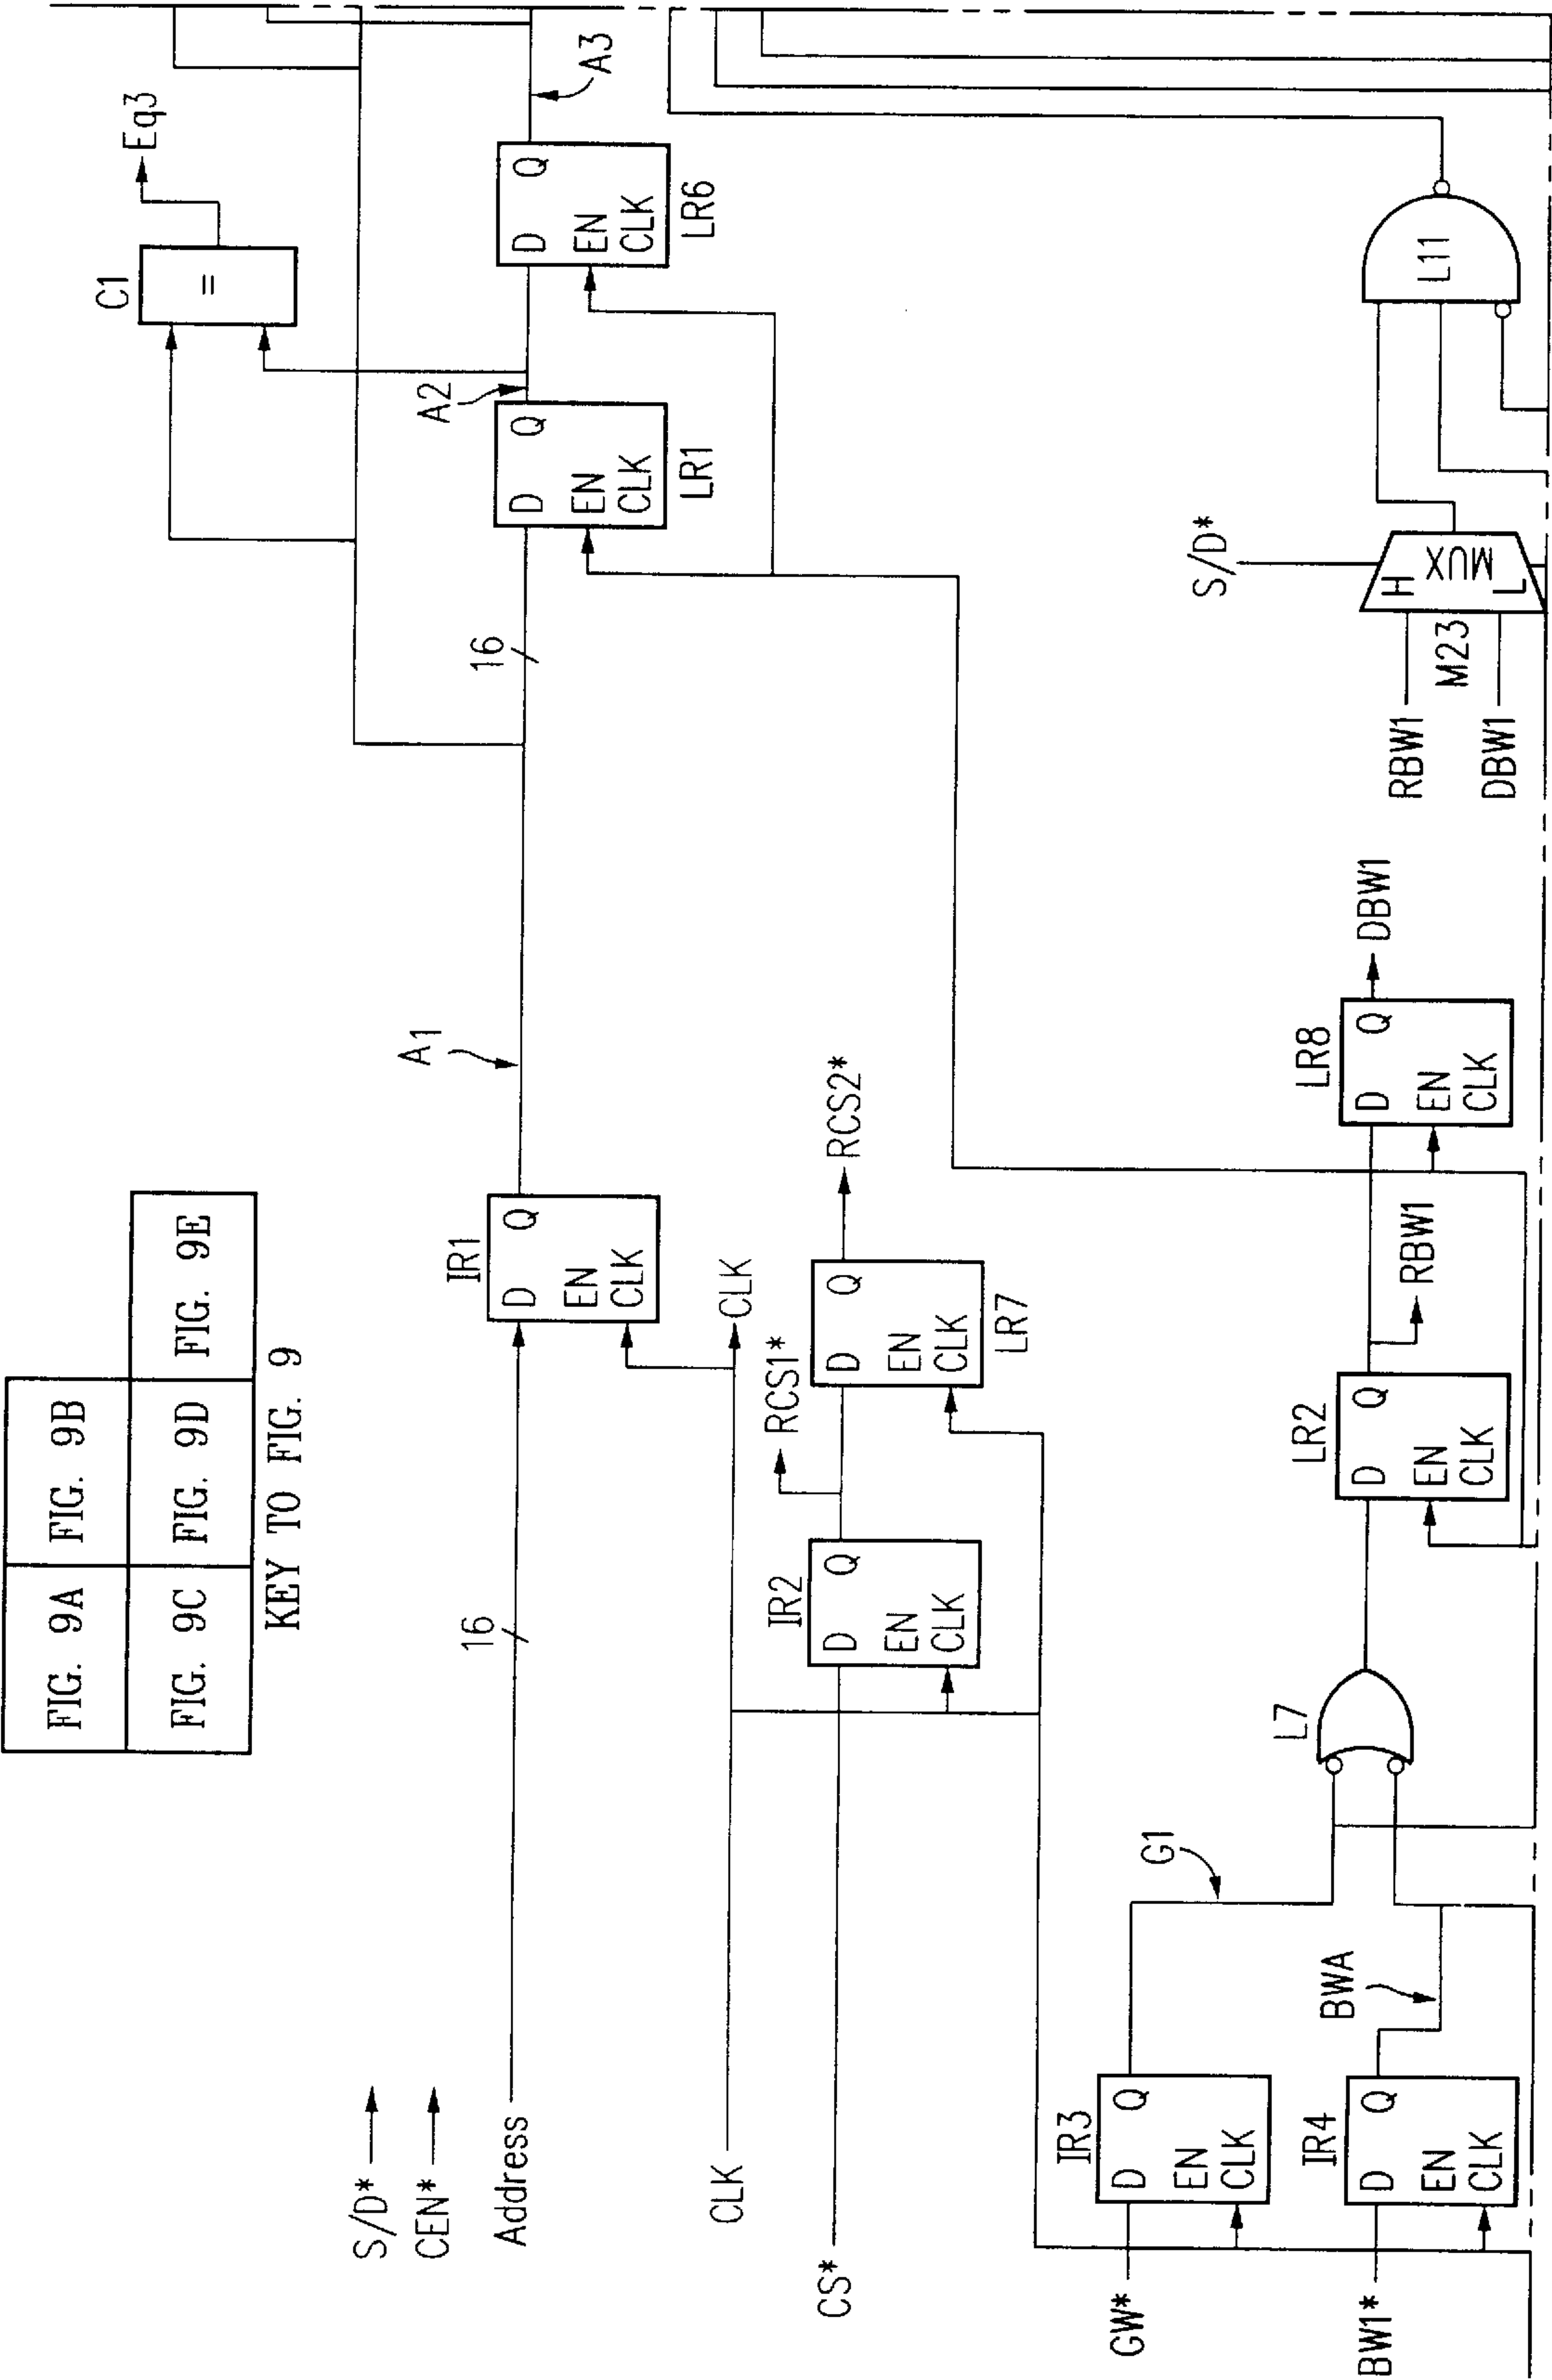 FIG. 9A FIG. 9B
FIG. 9C FIG. 9D FIG. 9E
KEY TO FIG. 9
S/D*
CEN*
Address
16
IR1
D Q
EN
CLK
A1
16
D Q
EN
CLK
LR1
A2
D Q
EN
CLK
LR6
A3
C1
=
Eq3
CLK
CLK
CS*
IR2
D Q
EN
CLK
RCS1*
D Q
EN
CLK
LR7
RCS2*
GW*
IR3
D Q
EN
CLK
G1
BW1*
IR4
D Q
EN
CLK
BWA
L7
LR2
D Q
EN
CLK
RBW1
LR8
D Q
EN
CLK
DBW1
S/D*
RBW1
M23
DBW1
H
MUX
L
L11